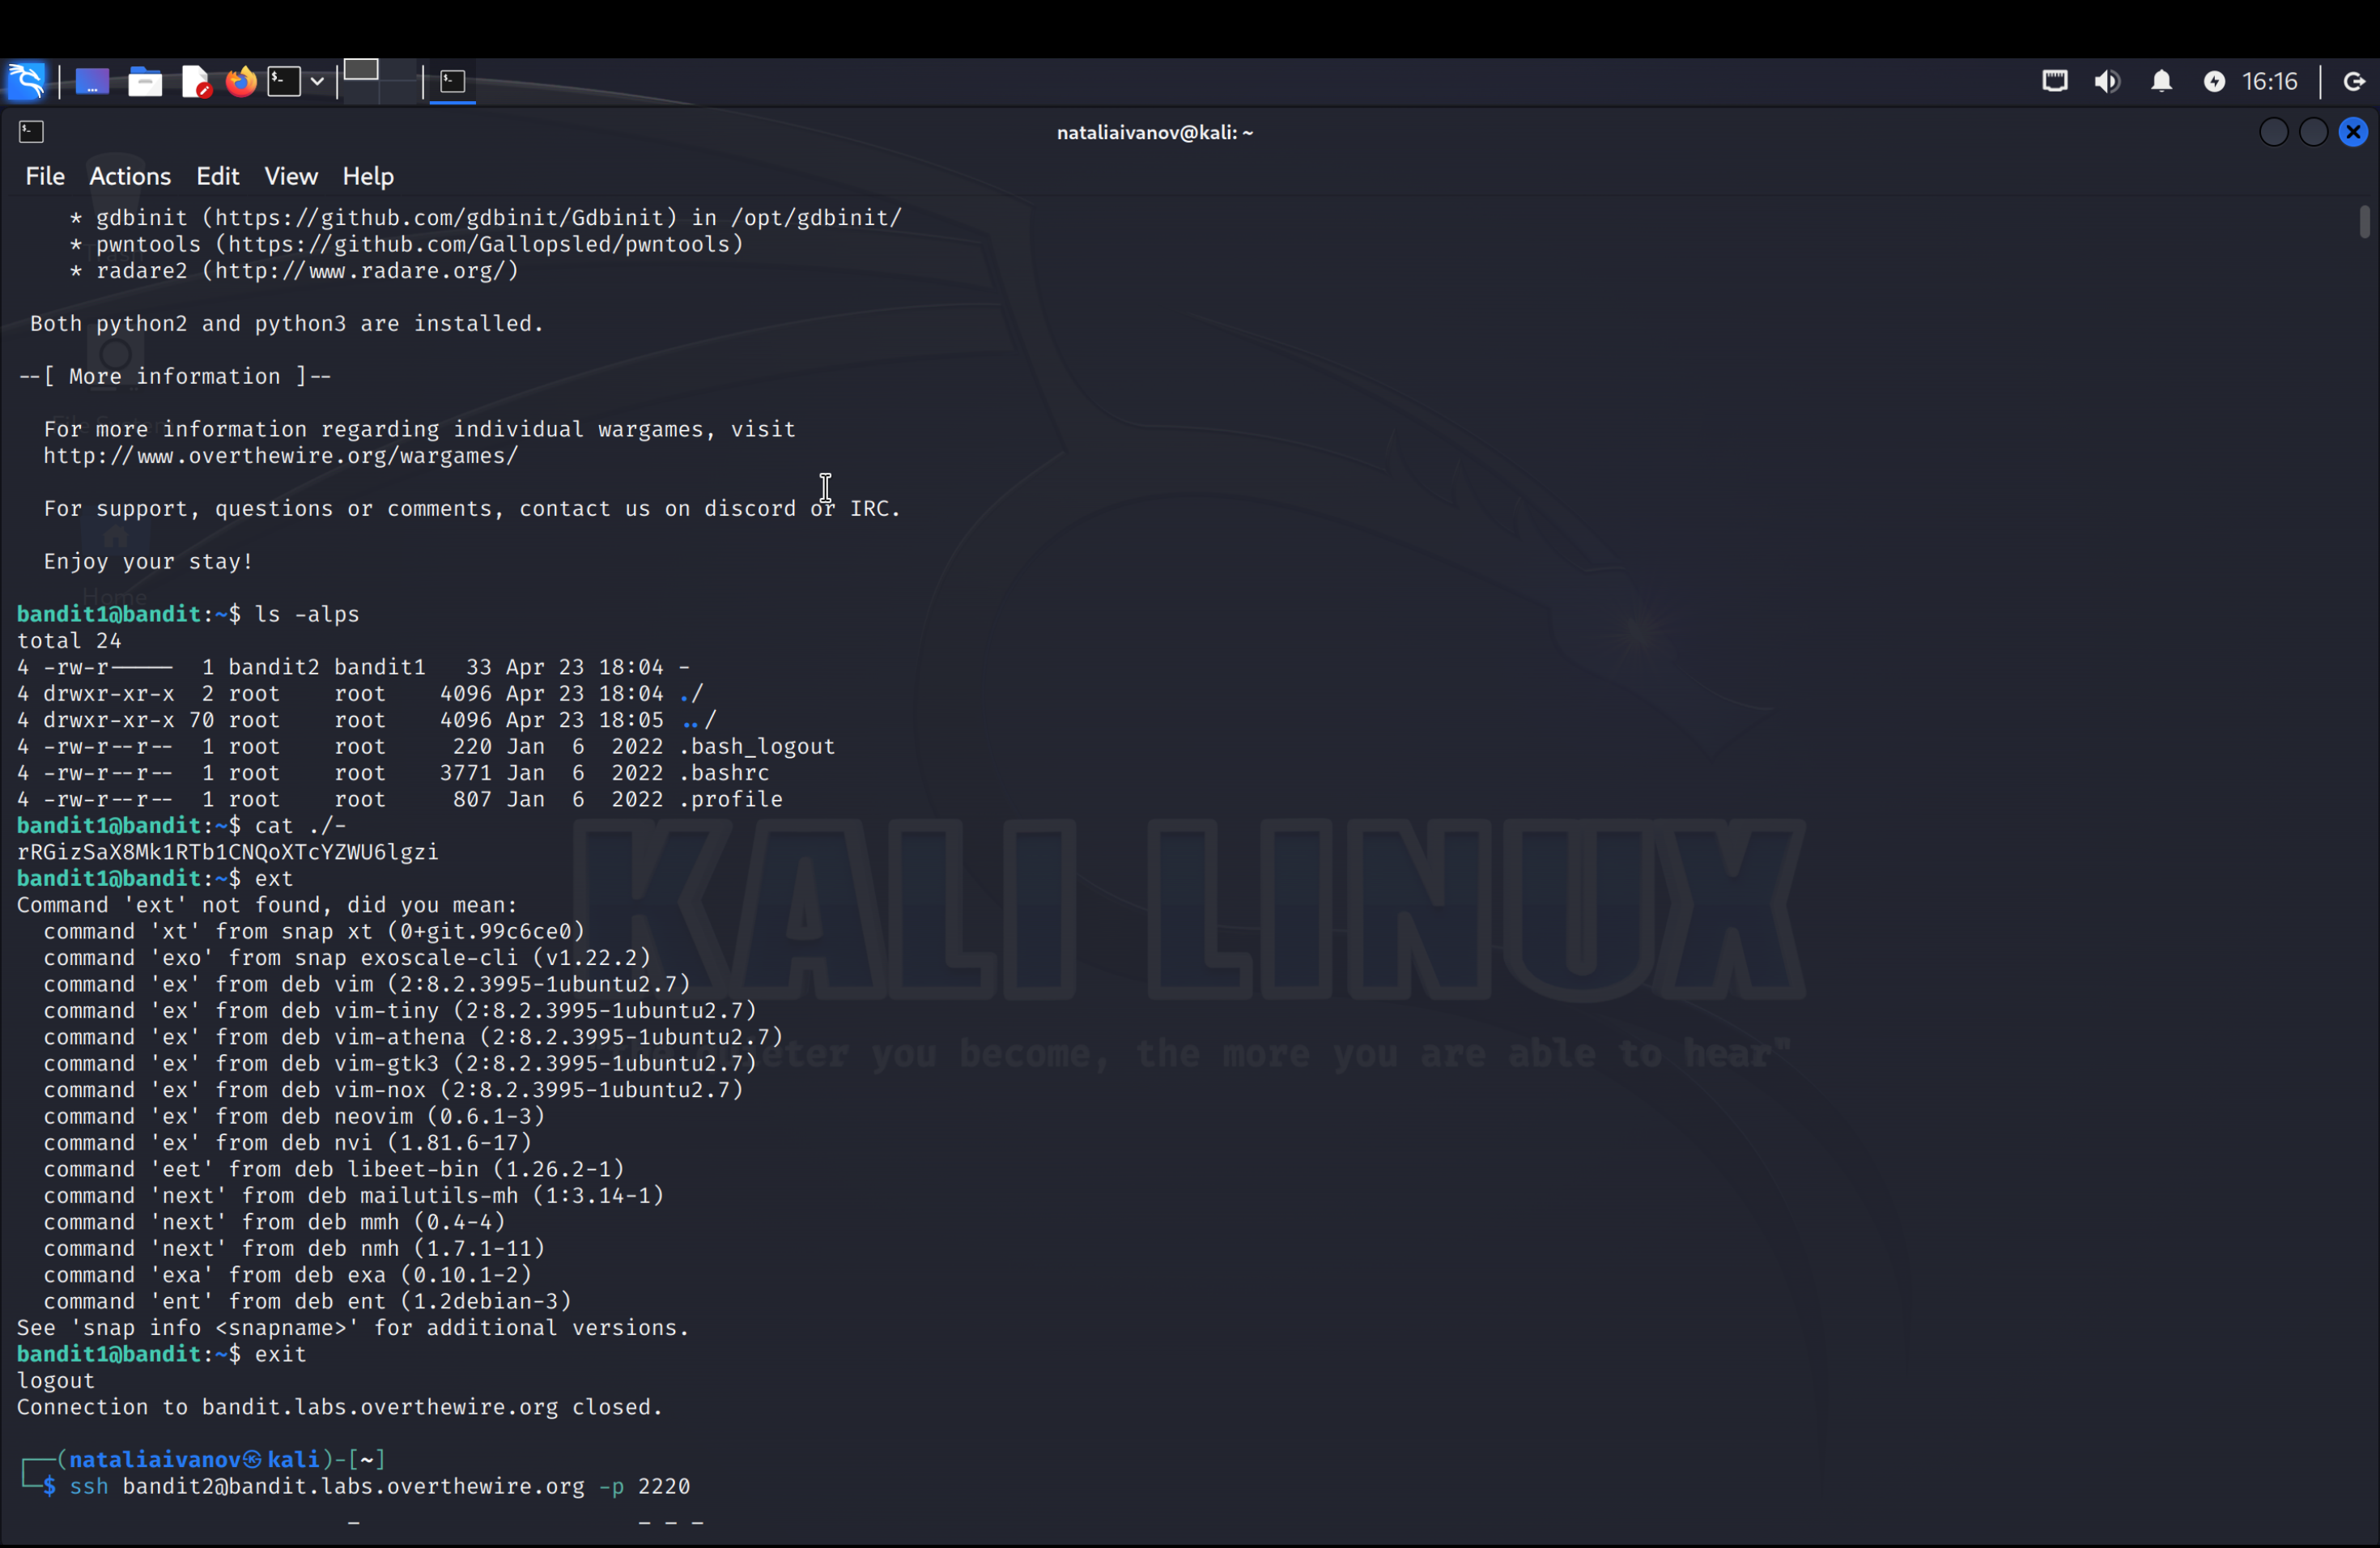 16:16
nataliaivanov@kali: ~
File Actions Edit View Help
* gdbinit (https://github.com/gdbinit/Gdbinit) in /opt/gdbinit/
* pwntools (https://github.com/Gallopsled/pwntools)
* radare2 (http://www.radare.org/)
Both python2 and python3 are installed.
--[ More information ]--
For more information regarding individual wargames, visit
http://www.overthewire.org/wargames/
For support, questions or comments, contact us on discord or IRC.
Enjoy your stay!
Home
bandit1@bandit:~$ ls -alps
total 24
4 -rw-r----- 1 bandit2 bandit1 33 Apr 23 18:04 -
4 drwxr-xr-x 2 root root 4096 Apr 23 18:04 ./
4 drwxr-xr-x 70 root root 4096 Apr 23 18:05 ../
4 -rw-r--r-- 1 root root 220 Jan 6 2022 .bash_logout
4 -rw-r--r-- 1 root root 3771 Jan 6 2022 .bashrc
4 -rw-r--r-- 1 root root 807 Jan 6 2022 .profile
bandit1@bandit:~$ cat ./-
rRGizSaX8Mk1RTb1CNQoXTcYZWU6lgzi
bandit1@bandit:~$ ext
Command 'ext' not found, did you mean:
command 'xt' from snap xt (0+git.99c6ce0)
command 'exo' from snap exoscale-cli (v1.22.2)
command 'ex' from deb vim (2:8.2.3995-1ubuntu2.7)
command 'ex' from deb vim-tiny (2:8.2.3995-1ubuntu2.7)
command 'ex' from deb vim-athena (2:8.2.3995-1ubuntu2.7)
command 'ex' from deb vim-gtk3 (2:8.2.3995-1ubuntu2.7)
command 'ex' from deb vim-nox (2:8.2.3995-1ubuntu2.7)
command 'ex' from deb neovim (0.6.1-3)
command 'ex' from deb nvi (1.81.6-17)
command 'eet' from deb libeet-bin (1.26.2-1)
command 'next' from deb mailutils-mh (1:3.14-1)
command 'next' from deb mmh (0.4-4)
command 'next' from deb nmh (1.7.1-11)
command 'exa' from deb exa (0.10.1-2)
command 'ent' from deb ent (1.2debian-3)
See 'snap info <snapname>' for additional versions.
bandit1@bandit:~$ exit
logout
Connection to bandit.labs.overthewire.org closed.
┌──(nataliaivanov㉿kali)-[~]
└─$ ssh bandit2@bandit.labs.overthewire.org -p 2220
_ _ _ _
KALI LINUX
you become, the more you are able to hear"